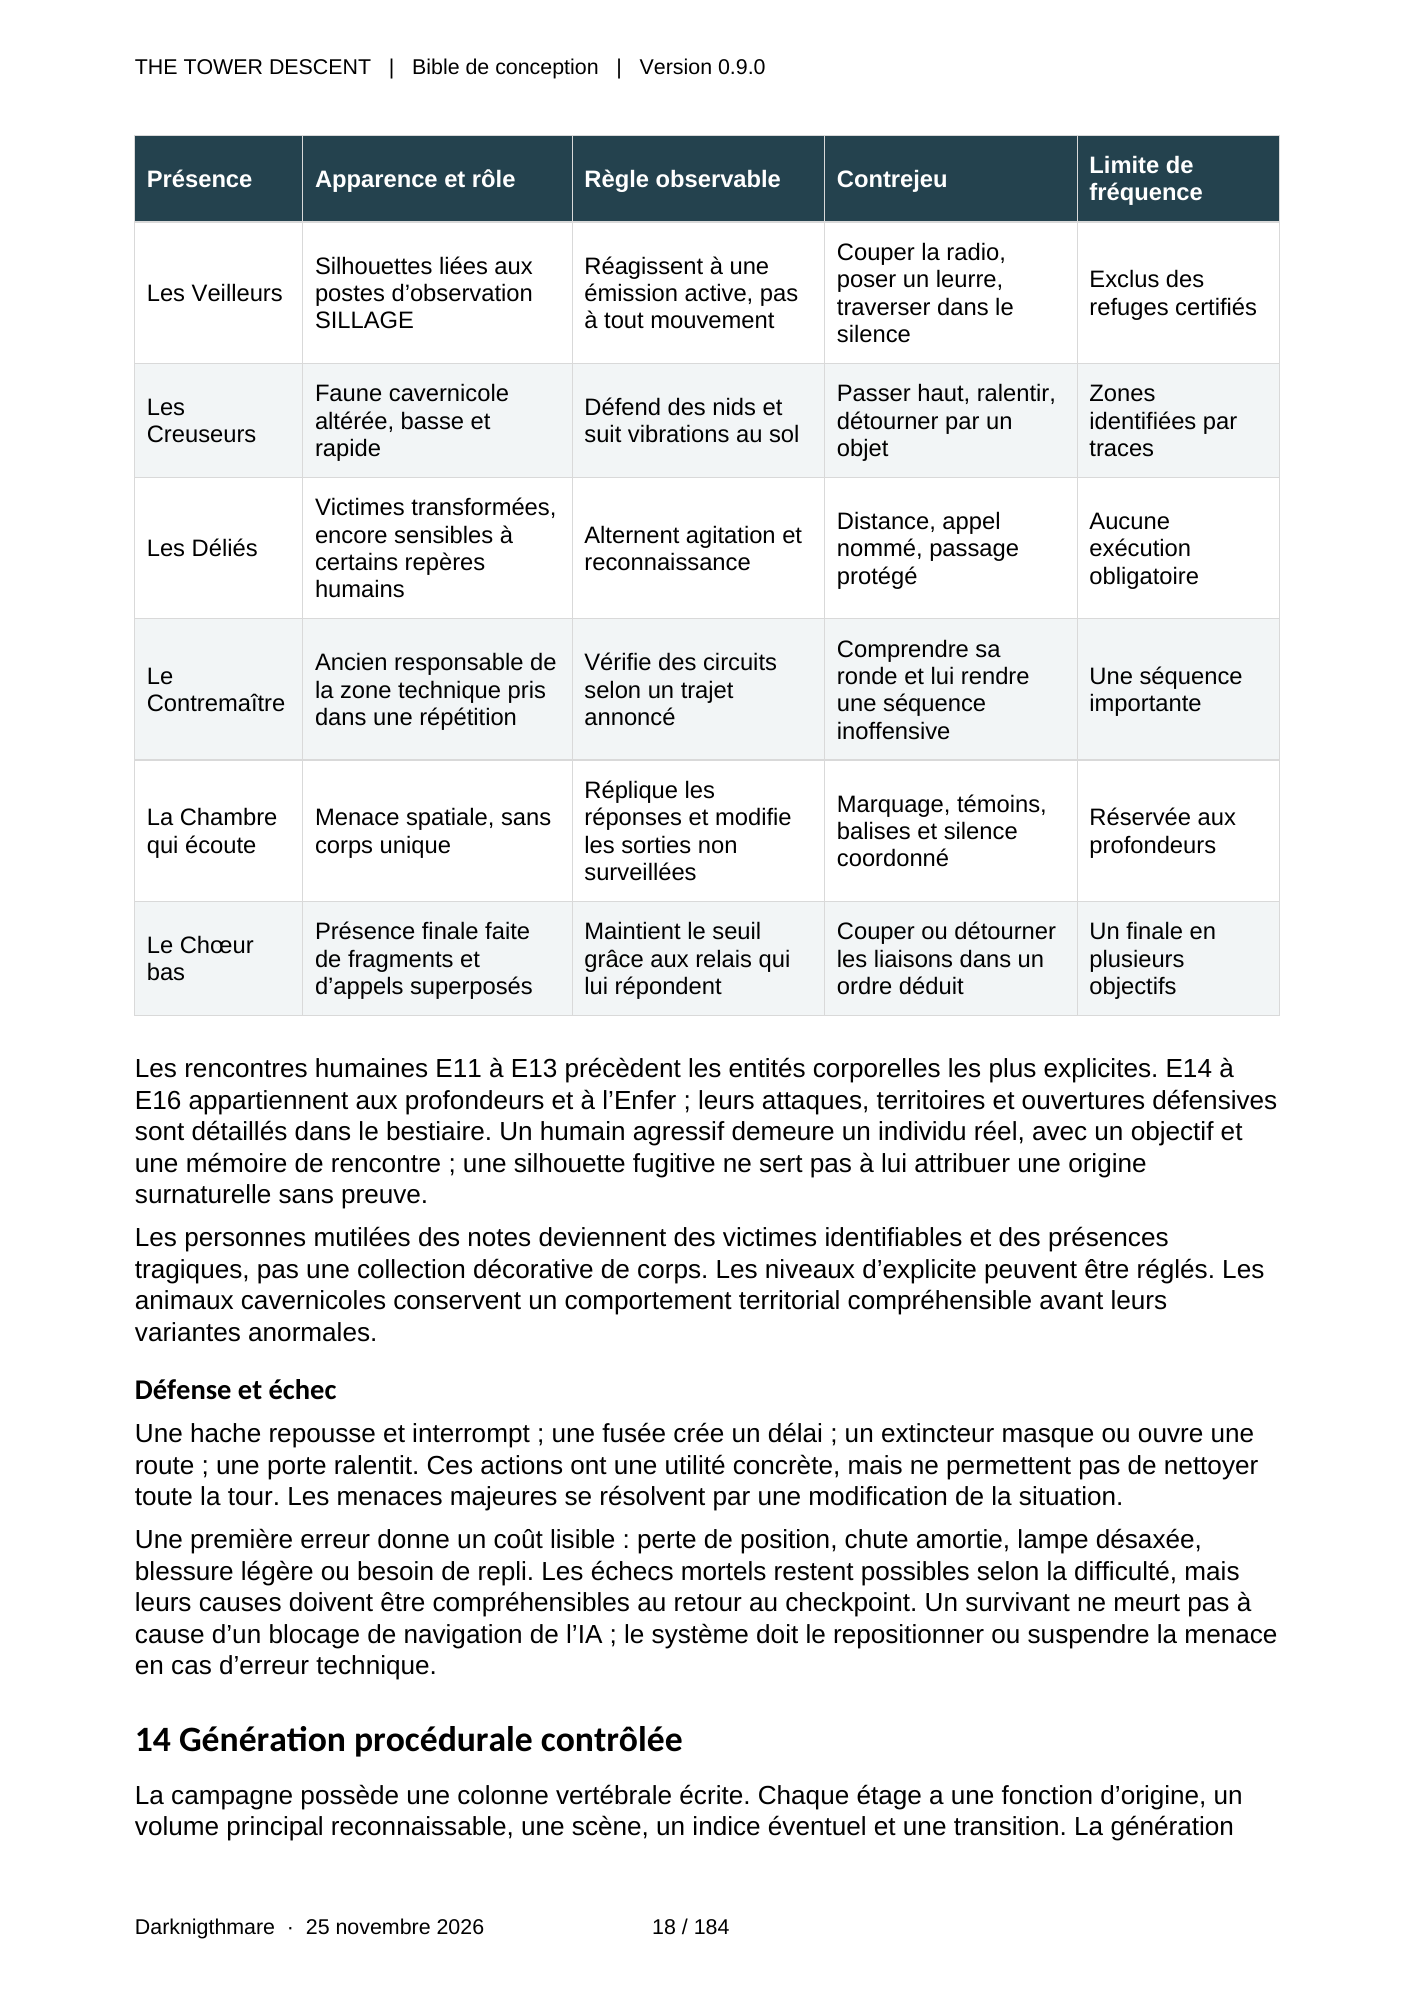 THE TOWER DESCENT | Bible de conception | Version 0.9.0
Présence
Apparence et rôle
Règle observable
Contrejeu
Limite de
fréquence
Les Veilleurs
Silhouettes liées aux
postes d’observation
SILLAGE
Réagissent à une
émission active, pas
à tout mouvement
Couper la radio,
poser un leurre,
traverser dans le
silence
Exclus des
refuges certifiés
Les
Creuseurs
Faune cavernicole
altérée, basse et
rapide
Défend des nids et
suit vibrations au sol
Passer haut, ralentir,
détourner par un
objet
Zones
identifiées par
traces
Les Déliés
Victimes transformées,
encore sensibles à
certains repères
humains
Alternent agitation et
reconnaissance
Distance, appel
nommé, passage
protégé
Aucune
exécution
obligatoire
Le
Contremaître
Ancien responsable de
la zone technique pris
dans une répétition
Vérifie des circuits
selon un trajet
annoncé
Comprendre sa
ronde et lui rendre
une séquence
inoffensive
Une séquence
importante
La Chambre
qui écoute
Menace spatiale, sans
corps unique
Réplique les
réponses et modifie
les sorties non
surveillées
Marquage, témoins,
balises et silence
coordonné
Réservée aux
profondeurs
Le Chœur
bas
Présence finale faite
de fragments et
d’appels superposés
Maintient le seuil
grâce aux relais qui
lui répondent
Couper ou détourner
les liaisons dans un
ordre déduit
Un finale en
plusieurs
objectifs
Les rencontres humaines E11 à E13 précèdent les entités corporelles les plus explicites. E14 à
E16 appartiennent aux profondeurs et à l’Enfer ; leurs attaques, territoires et ouvertures défensives
sont détaillés dans le bestiaire. Un humain agressif demeure un individu réel, avec un objectif et
une mémoire de rencontre ; une silhouette fugitive ne sert pas à lui attribuer une origine
surnaturelle sans preuve.
Les personnes mutilées des notes deviennent des victimes identifiables et des présences
tragiques, pas une collection décorative de corps. Les niveaux d’explicite peuvent être réglés. Les
animaux cavernicoles conservent un comportement territorial compréhensible avant leurs
variantes anormales.
Défense et échec
Une hache repousse et interrompt ; une fusée crée un délai ; un extincteur masque ou ouvre une
route ; une porte ralentit. Ces actions ont une utilité concrète, mais ne permettent pas de nettoyer
toute la tour. Les menaces majeures se résolvent par une modification de la situation.
Une première erreur donne un coût lisible : perte de position, chute amortie, lampe désaxée,
blessure légère ou besoin de repli. Les échecs mortels restent possibles selon la difficulté, mais
leurs causes doivent être compréhensibles au retour au checkpoint. Un survivant ne meurt pas à
cause d’un blocage de navigation de l’IA ; le système doit le repositionner ou suspendre la menace
en cas d’erreur technique.
14 Génération procédurale contrôlée
La campagne possède une colonne vertébrale écrite. Chaque étage a une fonction d’origine, un
volume principal reconnaissable, une scène, un indice éventuel et une transition. La génération
Darknigthmare · 25 novembre 2026 18 / 184